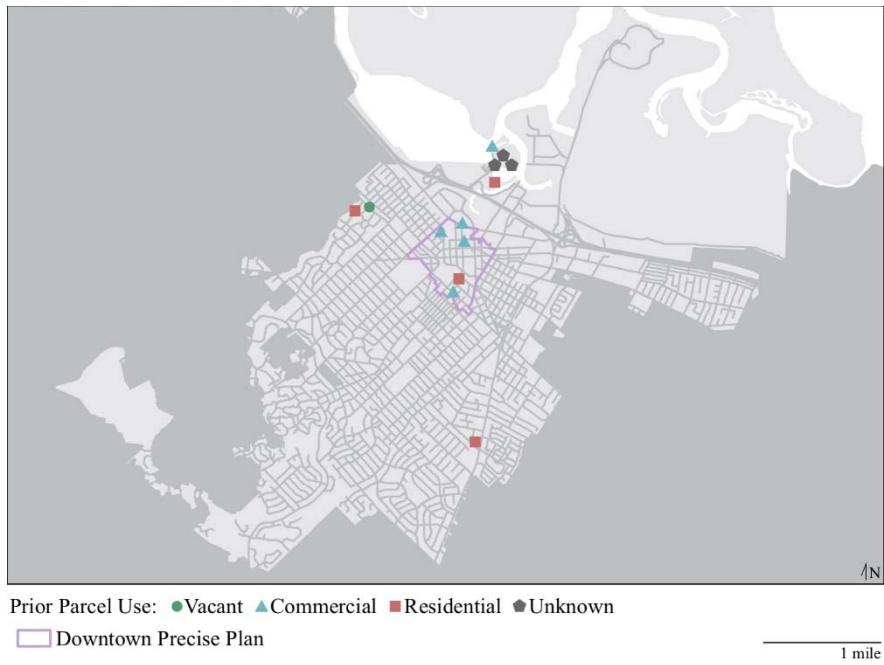 N
Prior Parcel Use: Vacant Commercial Residential Unknown
Downtown Precise Plan
1 mile